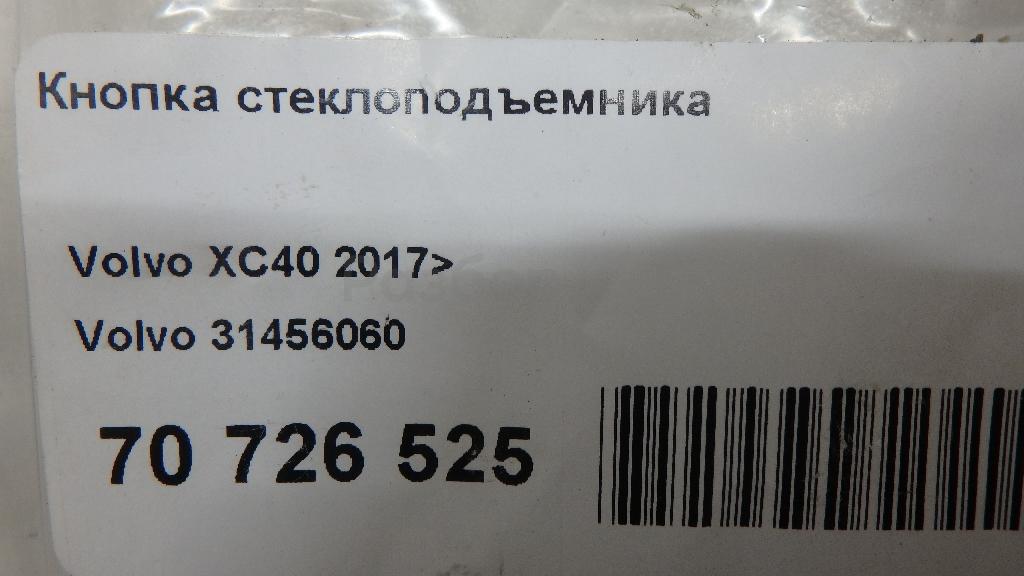 Кнопка стеклоподъемника
Volvo XC40 2017>
Volvo 31456060
70 726 525